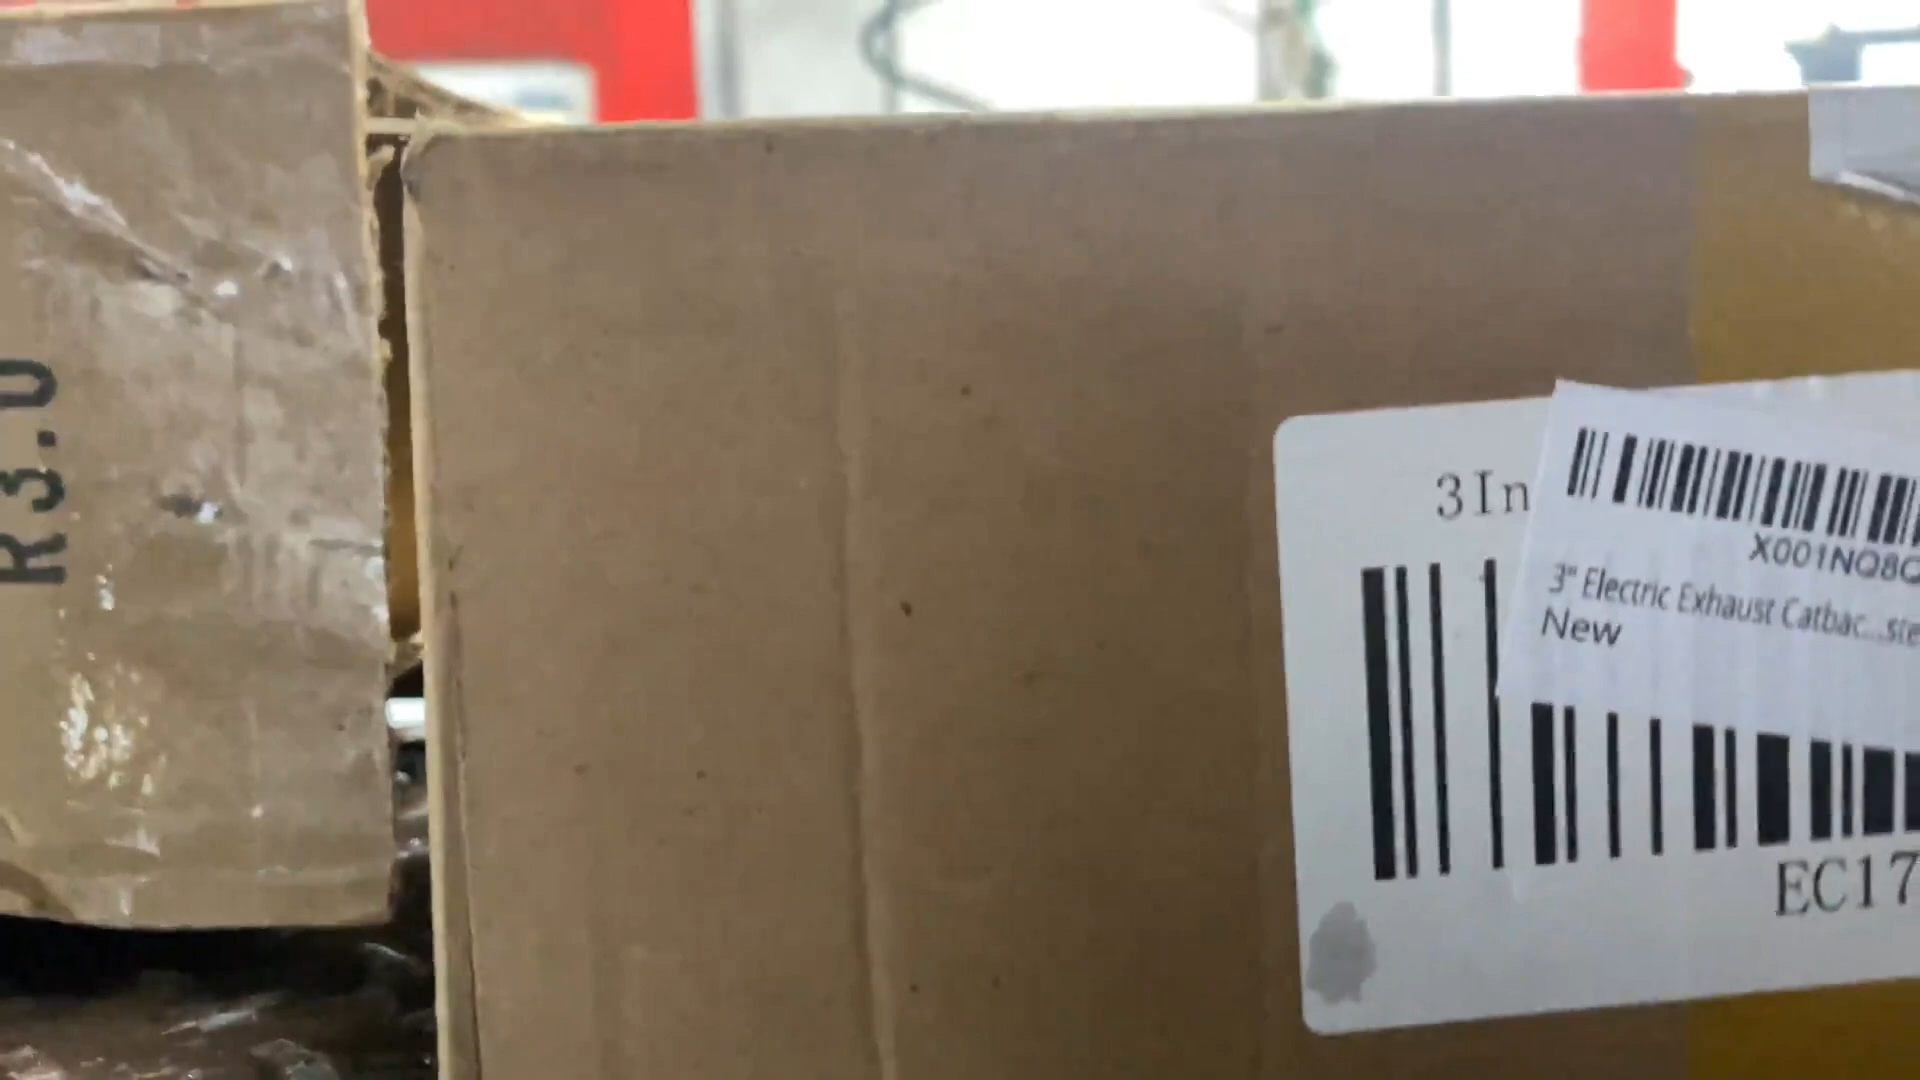 R3.0
3In
X001NQ8
3" Electric Exhaust Catbac...ste
New
EC17